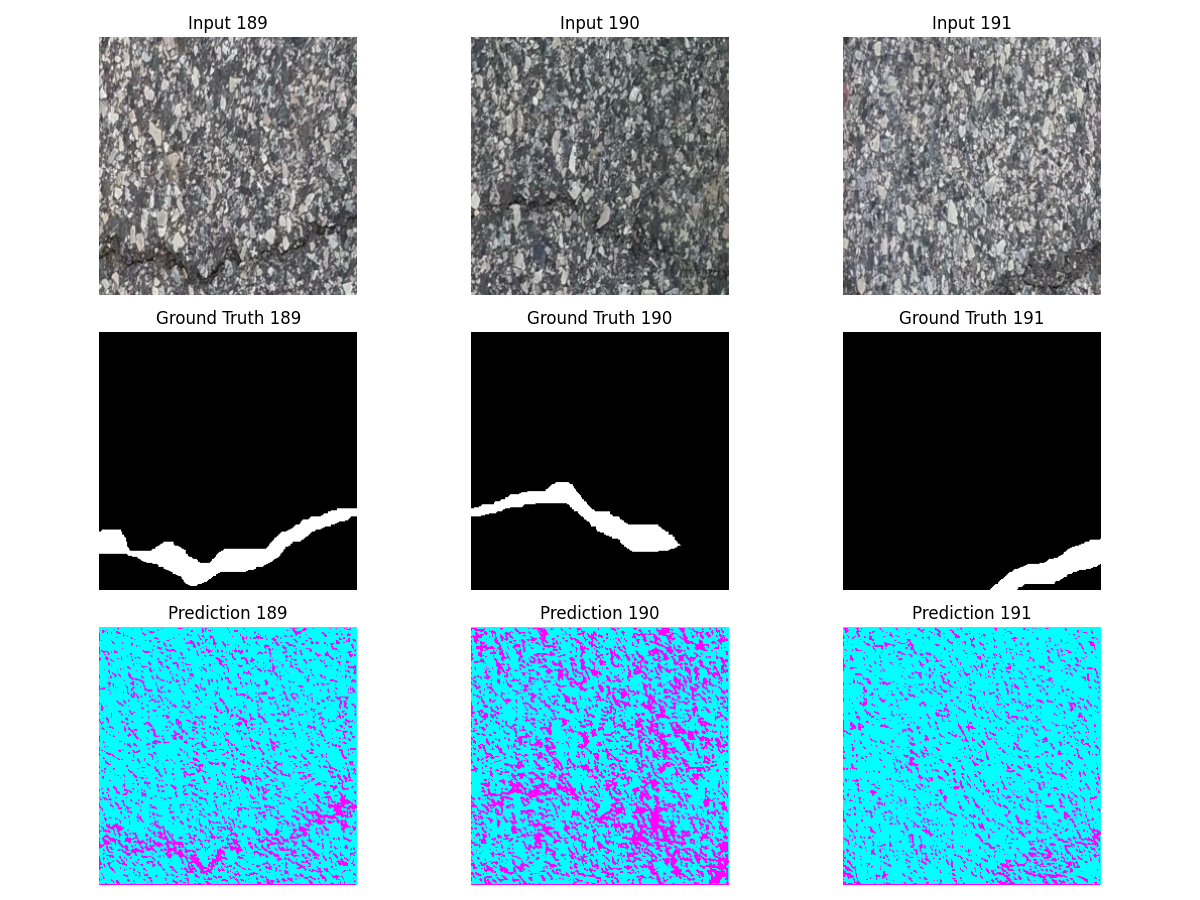 Input 189
Input 190
Input 191
Ground Truth 189
Ground Truth 190
Ground Truth 191
Prediction 189
Prediction 190
Prediction 191